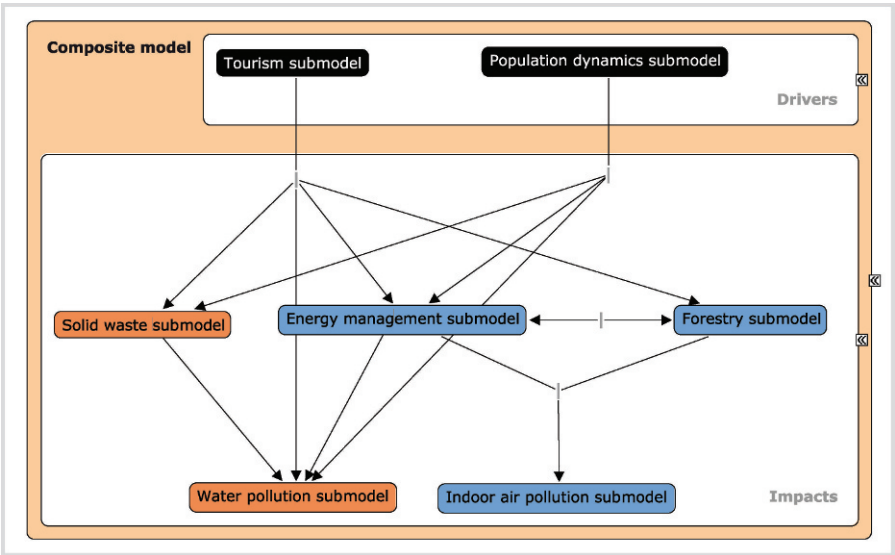 Composite model
Tourism submodel
Population dynamics submodel
Drivers
Solid waste submodel
Energy management submodel
Forestry submodel
Water pollution submodel
Indoor air pollution submodel
Impacts